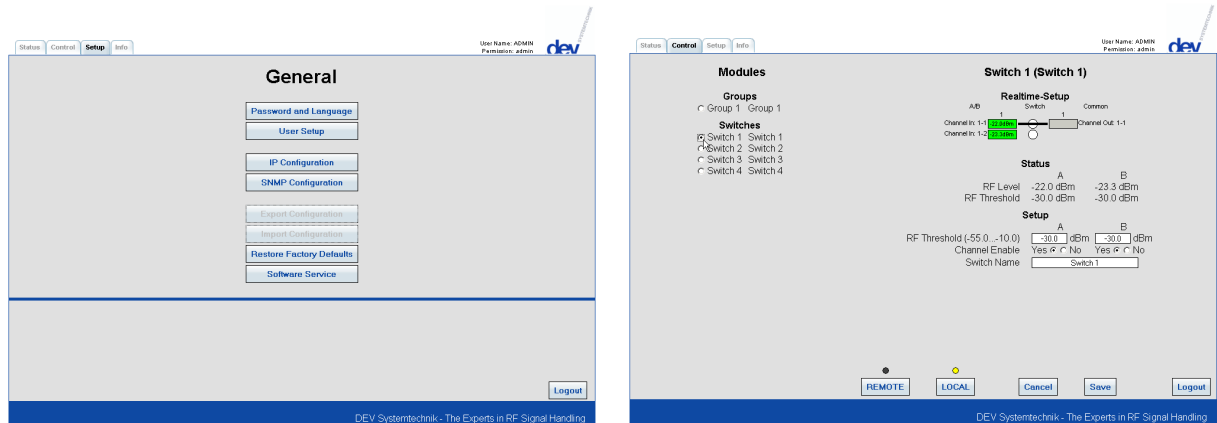 Status Control Setup Info
User Name: ADMIN
Permission: admin
dev
General
Password and Language
User Setup
IP Configuration
SNMP Configuration
Export Configuration
Import Configuration
Restore Factory Defaults
Software Service
Logout
DEV Systemtechnik - The Experts in RF Signal Handling
Status Control Setup Info
User Name: ADMIN
Permission: admin
dev
Modules
Groups
Group 1 Group 1
Switches
Switch 1 Switch 1
Switch 2 Switch 2
Switch 3 Switch 3
Switch 4 Switch 4
Switch 1 (Switch 1)
Realtime-Setup
A/B Switch Common
1 1
Channel In: 1-1 -22.0dBm Channel Out: 1-1
Channel In: 1-2 -23.3dBm
Status
A B
RF Level -22.0 dBm -23.3 dBm
RF Threshold -30.0 dBm -30.0 dBm
Setup
A B
RF Threshold (-55.0...-10.0) -30.0 dBm -30.0 dBm
Channel Enable Yes No Yes No
Switch Name Switch 1
REMOTE LOCAL Cancel Save Logout
DEV Systemtechnik - The Experts in RF Signal Handling